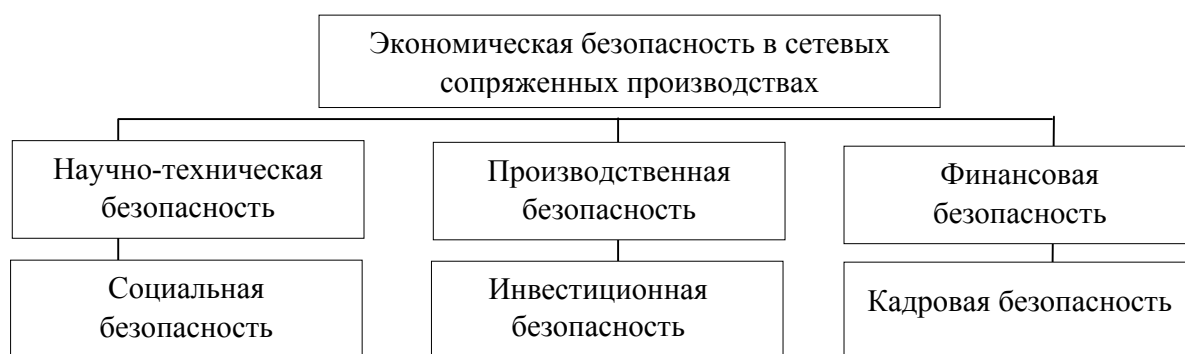 Экономическая безопасность в сетевых
сопряженных производствах
Научно-техническая
безопасность
Производственная
безопасность
Финансовая
безопасность
Социальная
безопасность
Инвестиционная
безопасность
Кадровая безопасность